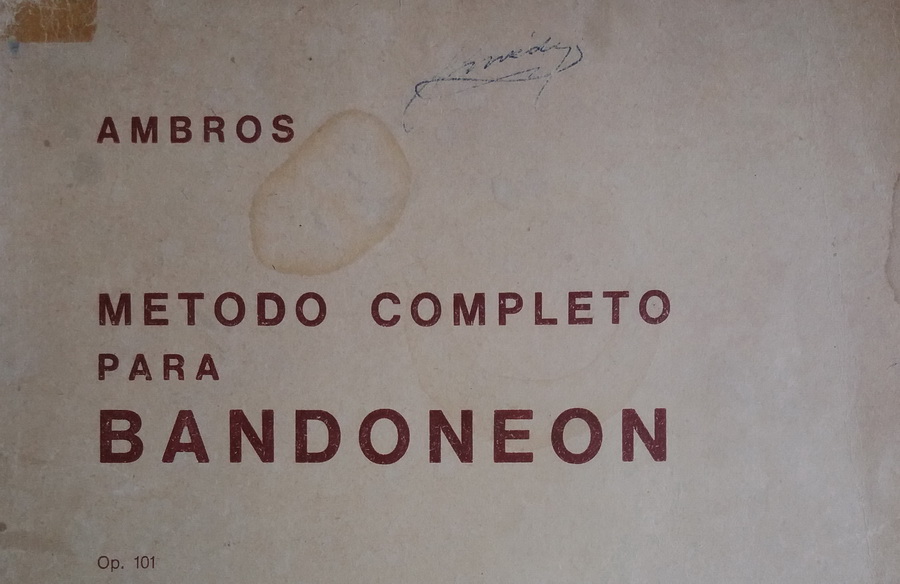 AMBROS
METODO COMPLETO
PARA
BANDONEON
Op. 101